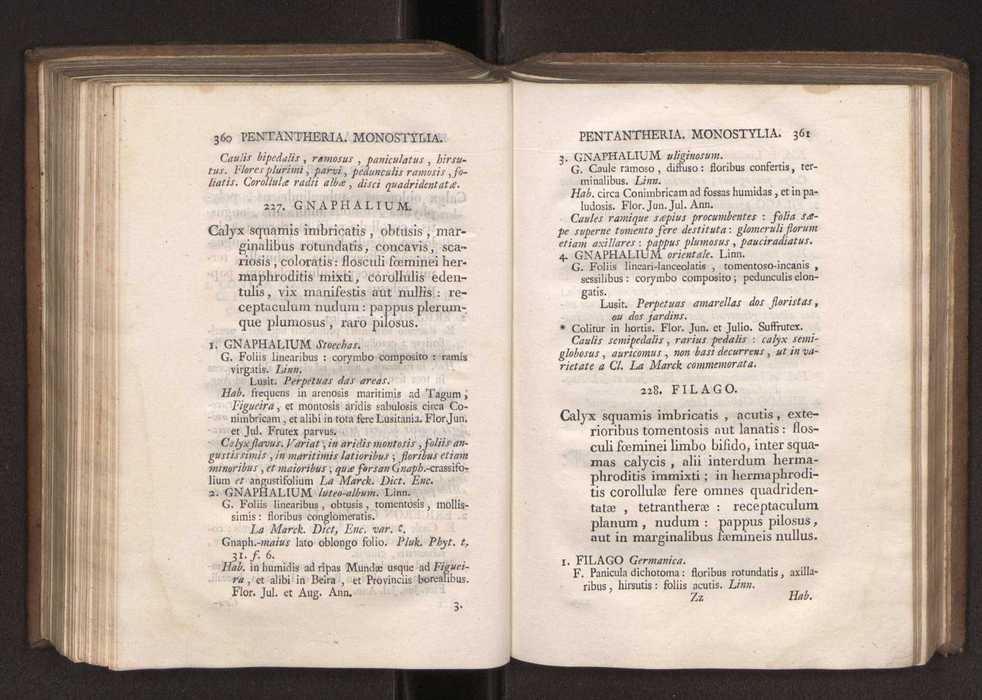 360 PENTANTHERIA. MONOSTYLIA.
Caulis bipedalis, ramosus, paniculatus, hirsu-
tus. Flores plurimi, parvi, pedunculis ramosis, fo-
liatis. Corollulæ radii albæ, disci quadridentatæ.
227. GNAPHALIUM.
Calyx squamis imbricatis, obtusis, mar-
ginalibus rotundatis, concavis, sca-
riosis, coloratis: flosculi fœminei her-
maphroditis mixti, corollulis eden-
tulis, vix manifestis aut nullis: re-
ceptaculum nudum: pappus plerum-
que plumosus, raro pilosus.
1. GNAPHALIUM Stoechas.
G. Foliis linearibus: corymbo composito: ramis
virgatis. Linn.
Lusit. Perpetuas das areas.
Hab. frequens in arenosis maritimis ad Tagum;
Figueira, et montosis aridis sabulosis circa Co-
nimbricam, et alibi in tota fere Lusitania. Flor. Jun.
et Jul. Frutex parvus.
Calyx flavus. Variat, in aridis montosis, foliis an-
gustissimis, in maritimis latioribus; floribus etiam
minoribus, et maioribus; quæ forsan Gnaph.-crassifo-
lium et angustifolium La Marck. Dict. Enc.
2. GNAPHALIUM luteo-album. Linn.
G. Foliis linearibus, obtusis, tomentosis, mollis-
simis: floribus conglomeratis.
La Marck. Dict, Enc. var. ϐ.
Gnaph.-maius lato oblongo folio. Pluk. Phyt. t.
31. f. 6.
Hab. in humidis ad ripas Mundæ usque ad Figuei-
ra, et alibi in Beira, et Provinciis borealibus.
Flor. Jul. et Aug. Ann.
3.
PENTANTHERIA. MONOSTYLIA. 361
3. GNAPHALIUM uliginosum.
G. Caule ramoso, diffuso: floribus confertis, ter-
minalibus. Linn.
Hab. circa Conimbricam ad fossas humidas, et in pa-
ludosis. Flor. Jun. Jul. Ann.
Caules ramique sæpius procumbentes: folia sæ-
pe superne tomento fere destituta: glomeruli florum
etiam axillares: pappus plumosus, pauciradiatus.
4. GNAPHALIUM orientale. Linn.
G. Foliis lineari-lanceolatis, tomentoso-incanis,
sessilibus: corymbo composito; pedunculis elon-
gatis.
Lusit. Perpetuas amarellas dos floristas,
ou dos jardins.
* Colitur in hortis. Flor. Jun. et Julio. Suffrutex.
Caulis semipedalis, rarius pedalis: calyx semi-
globosus, auricomus, non basi decurrens, ut in va-
rietate a Cl. La Marck commemorata.
228. FILAGO.
Calyx squamis imbricatis, acutis, exte-
rioribus tomentosis aut lanatis: flos-
culi fœminei limbo bifido, inter squa-
mas calycis, alii interdum herma-
phroditis immixti; in hermaphrodi-
tis corollulæ fere omnes quadriden-
tatæ, tetrantheræ: receptaculum
planum, nudum: pappus pilosus,
aut in marginalibus fæmineis nullus.
1. FILAGO Germanica.
F. Panicula dichotoma: floribus rotundatis, axilla-
ribus, hirsutis: foliis acutis. Linn.
Zz Hab.